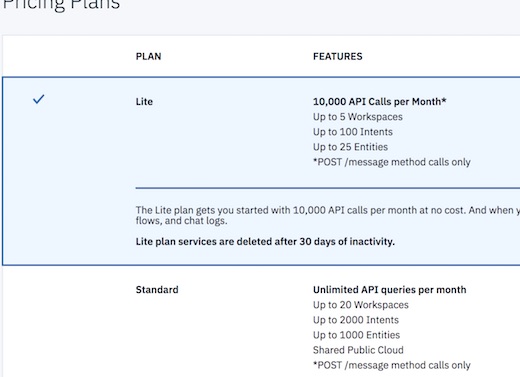 Pricing Plans
PLAN FEATURES
Lite 10,000 API Calls per Month*
Up to 5 Workspaces
Up to 100 Intents
Up to 25 Entities
*POST /message method calls only
The Lite plan gets you started with 10,000 API calls per month at no cost. And when y
flows, and chat logs.
Lite plan services are deleted after 30 days of inactivity.
Standard Unlimited API queries per month
Up to 20 Workspaces
Up to 2000 Intents
Up to 1000 Entities
Shared Public Cloud
*POST /message method calls only